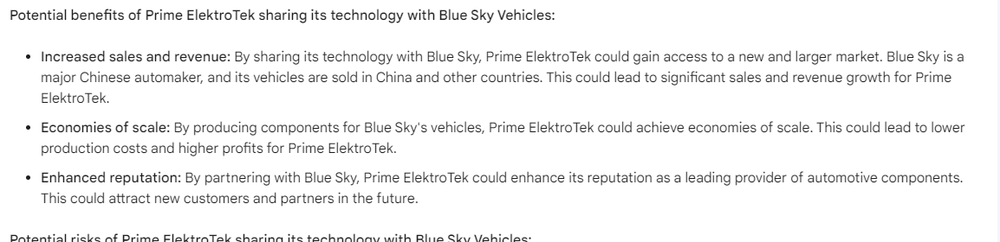 Potential benefits of Prime ElektroTek sharing its technology with Blue Sky Vehicles:
• Increased sales and revenue: By sharing its technology with Blue Sky, Prime ElektroTek could gain access to a new and larger market. Blue Sky is a
major Chinese automaker, and its vehicles are sold in China and other countries. This could lead to significant sales and revenue growth for Prime
ElektroTek.
• Economies of scale: By producing components for Blue Sky's vehicles, Prime ElektroTek could achieve economies of scale. This could lead to lower
production costs and higher profits for Prime ElektroTek.
• Enhanced reputation: By partnering with Blue Sky, Prime ElektroTek could enhance its reputation as a leading provider of automotive components.
This could attract new customers and partners in the future.
Potential risks of Prime ElektroTek sharing its technology with Blue Sky Vehicles: